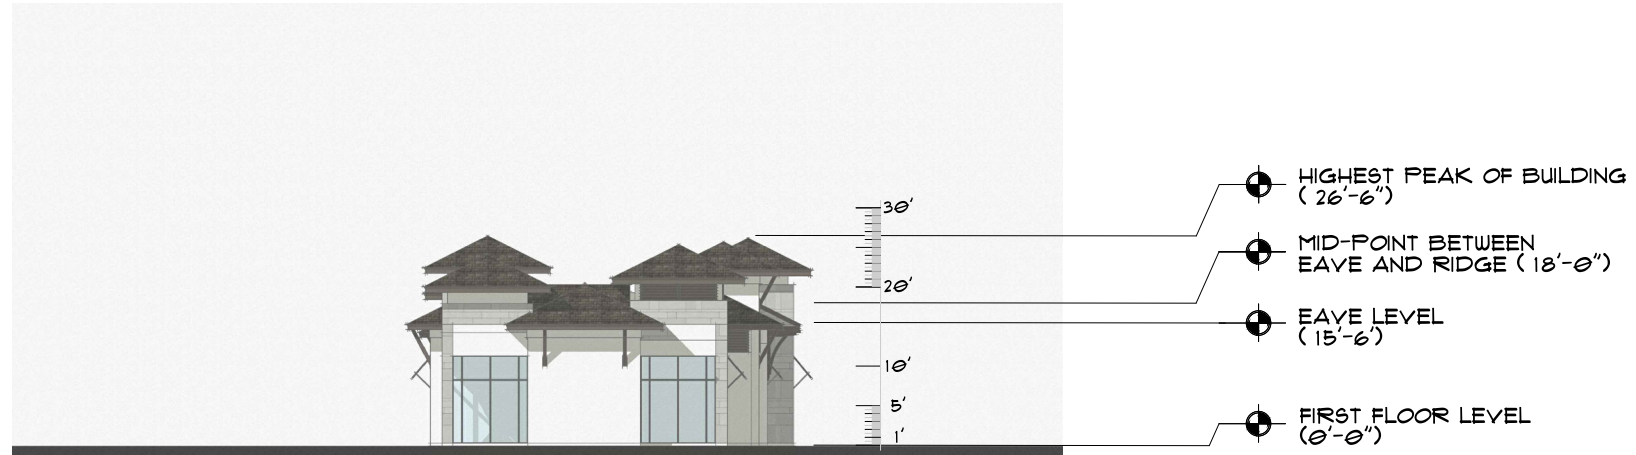 HIGHEST PEAK OF BUILDING
( 26'-6")
30'
MID-POINT BETWEEN
EAVE AND RIDGE ( 18'-0")
20'
EAVE LEVEL
( 15'-6')
10'
5'
FIRST FLOOR LEVEL
(0'-0")
1'